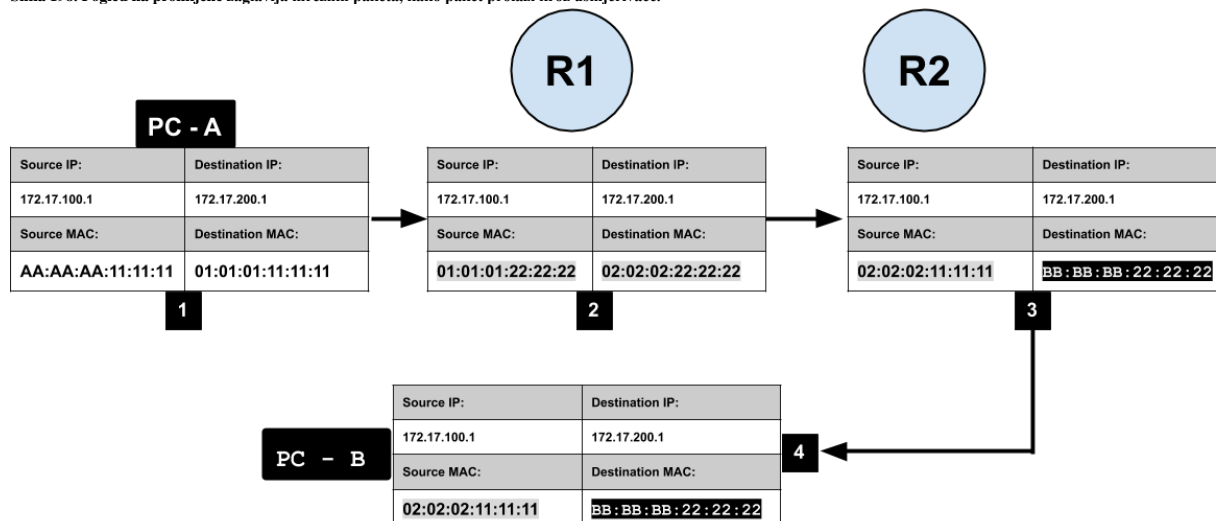 R1
R2
PC - A
Source IP: Destination IP:
172.17.100.1 172.17.200.1
Source MAC: Destination MAC:
AA:AA:AA:11:11:11 01:01:01:11:11:11
1
Source IP: Destination IP:
172.17.100.1 172.17.200.1
Source MAC: Destination MAC:
01:01:01:22:22:22 02:02:02:22:22:22
2
Source IP: Destination IP:
172.17.100.1 172.17.200.1
Source MAC: Destination MAC:
02:02:02:11:11:11 BB:BB:BB:22:22:22
3
PC - B
Source IP: Destination IP:
172.17.100.1 172.17.200.1
Source MAC: Destination MAC:
02:02:02:11:11:11 BB:BB:BB:22:22:22
4